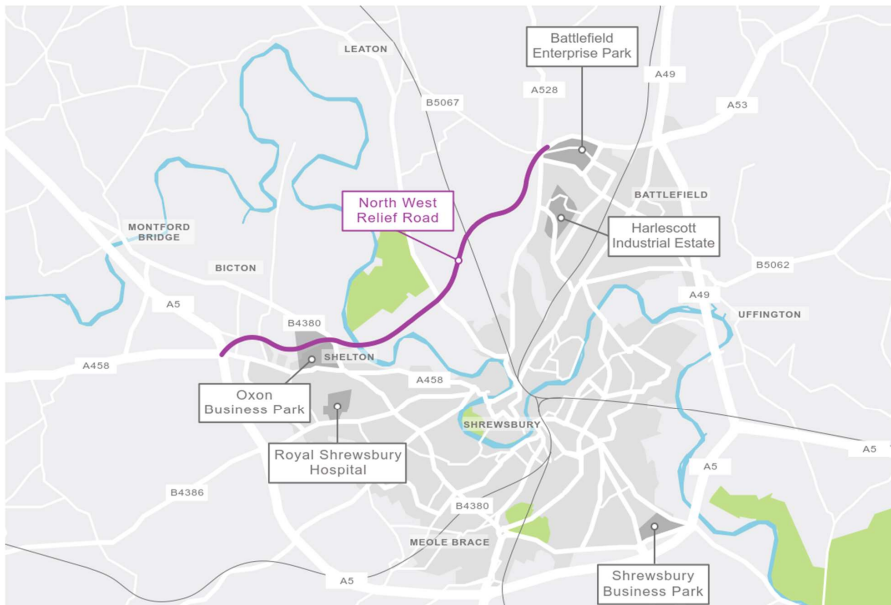 LEATON
Battlefield
Enterprise Park
A49
A53
B5067
A528
North West
Relief Road
BATTLEFIELD
MONTFORD
BRIDGE
Harlescott
Industrial Estate
BICTON
B5062
A5
A49
UFFINGTON
B4380
SHELTON
A458
A458
Oxon
Business Park
SHREWSBURY
Royal Shrewsbury
Hospital
A5
A5
B4386
B4380
MEOLE BRACE
A5
Shrewsbury
Business Park